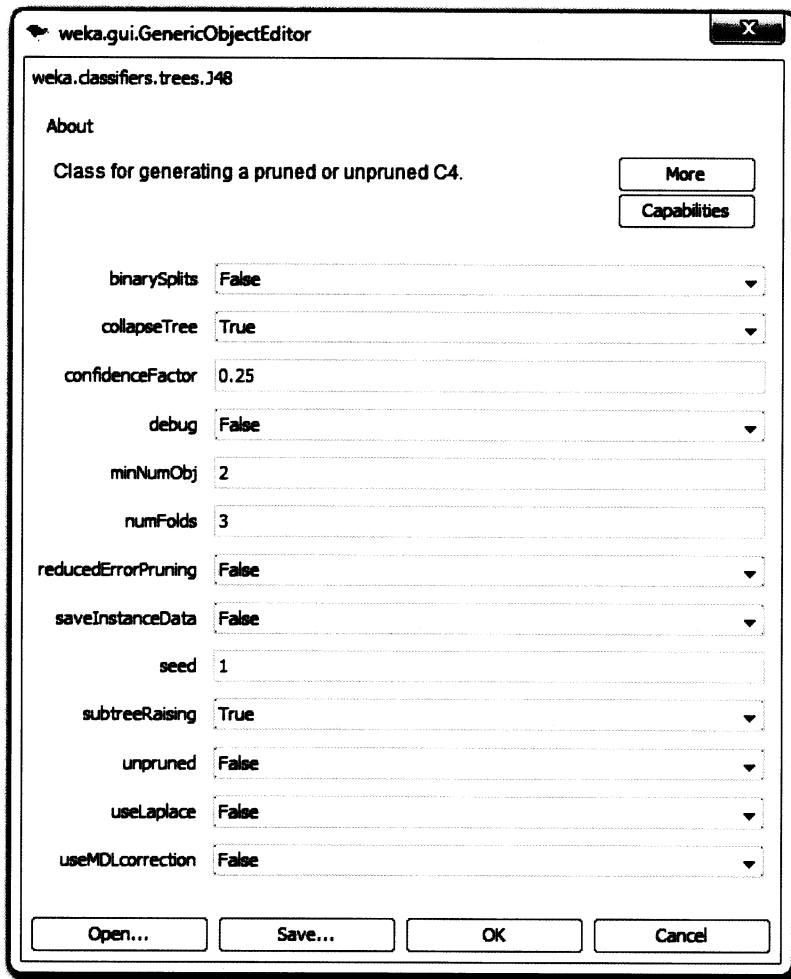 weka.gui.GenericObjectEditor
X
weka.classifiers.trees.J48
About
Class for generating a pruned or unpruned C4.
More
Capabilities
binarySplits False
collapseTree True
confidenceFactor 0.25
debug False
minNumObj 2
numFolds 3
reducedErrorPruning False
saveInstanceData False
seed 1
subtreeRaising True
unpruned False
useLaplace False
useMDLcorrection False
Open... Save... OK Cancel